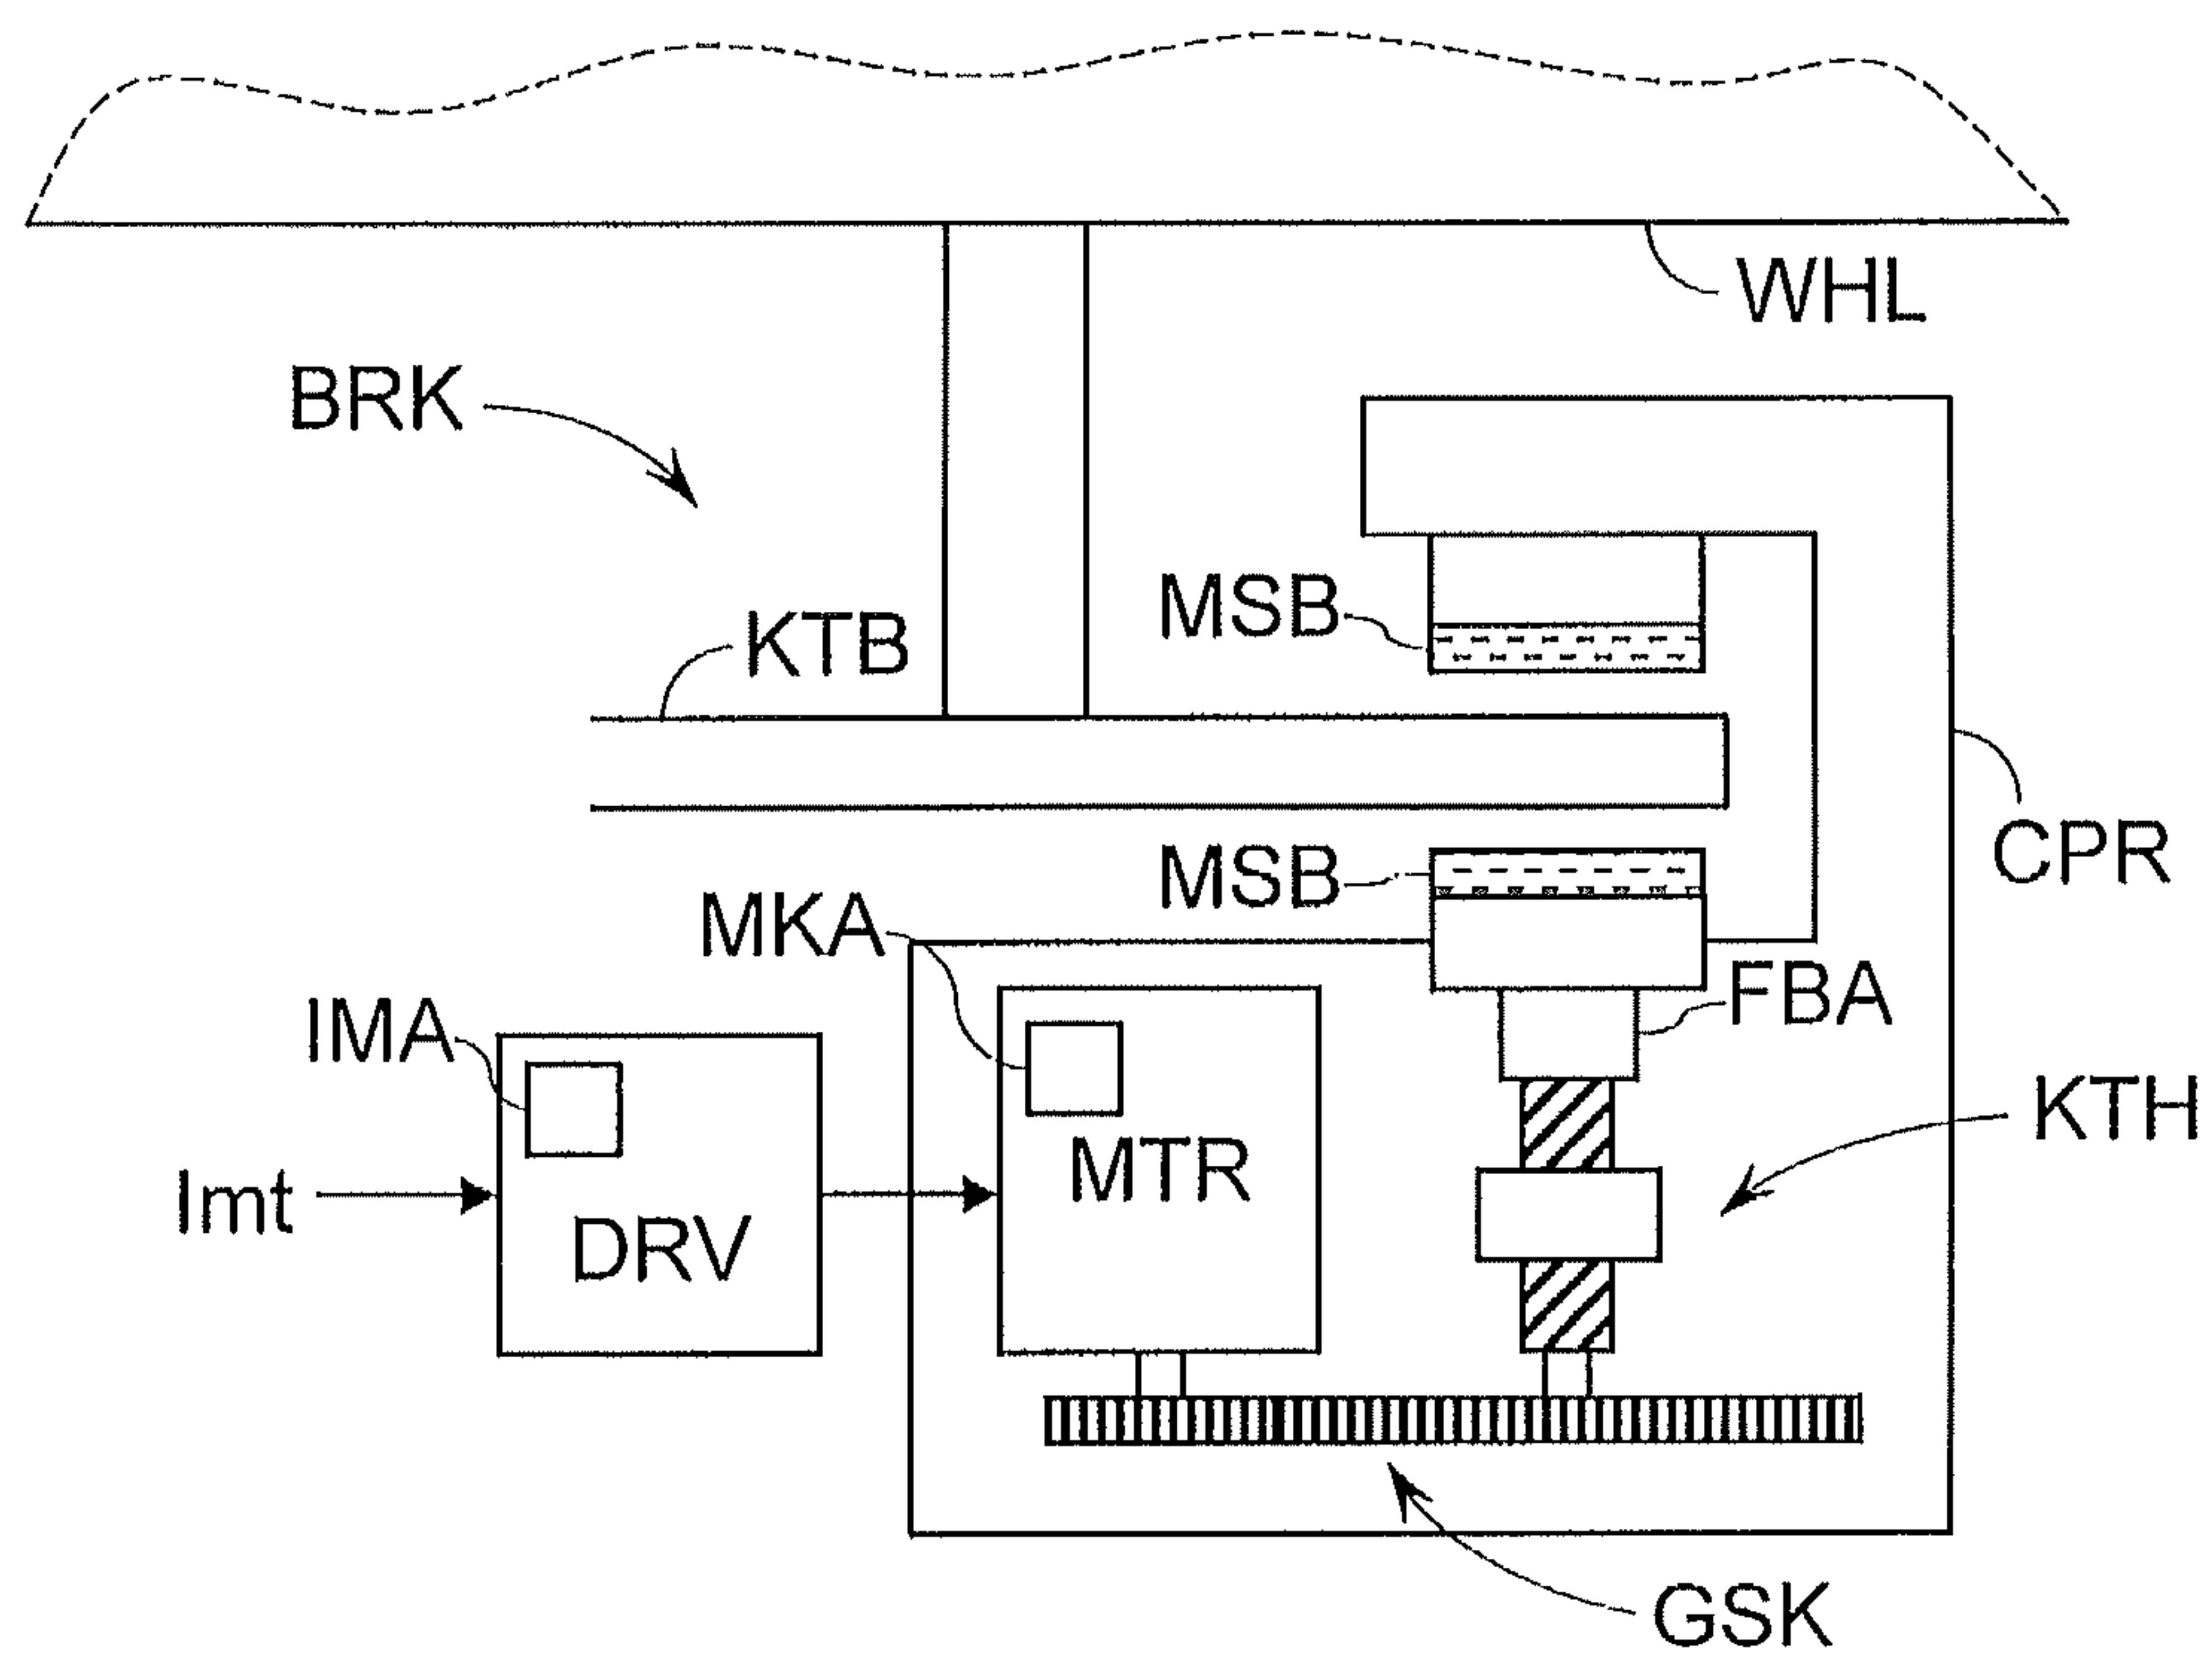 WHL
BRK
MSB
KTB
CPR
MSB
MKA
FBA
IMA
KTH
MTR
Imt
DRV
GSK